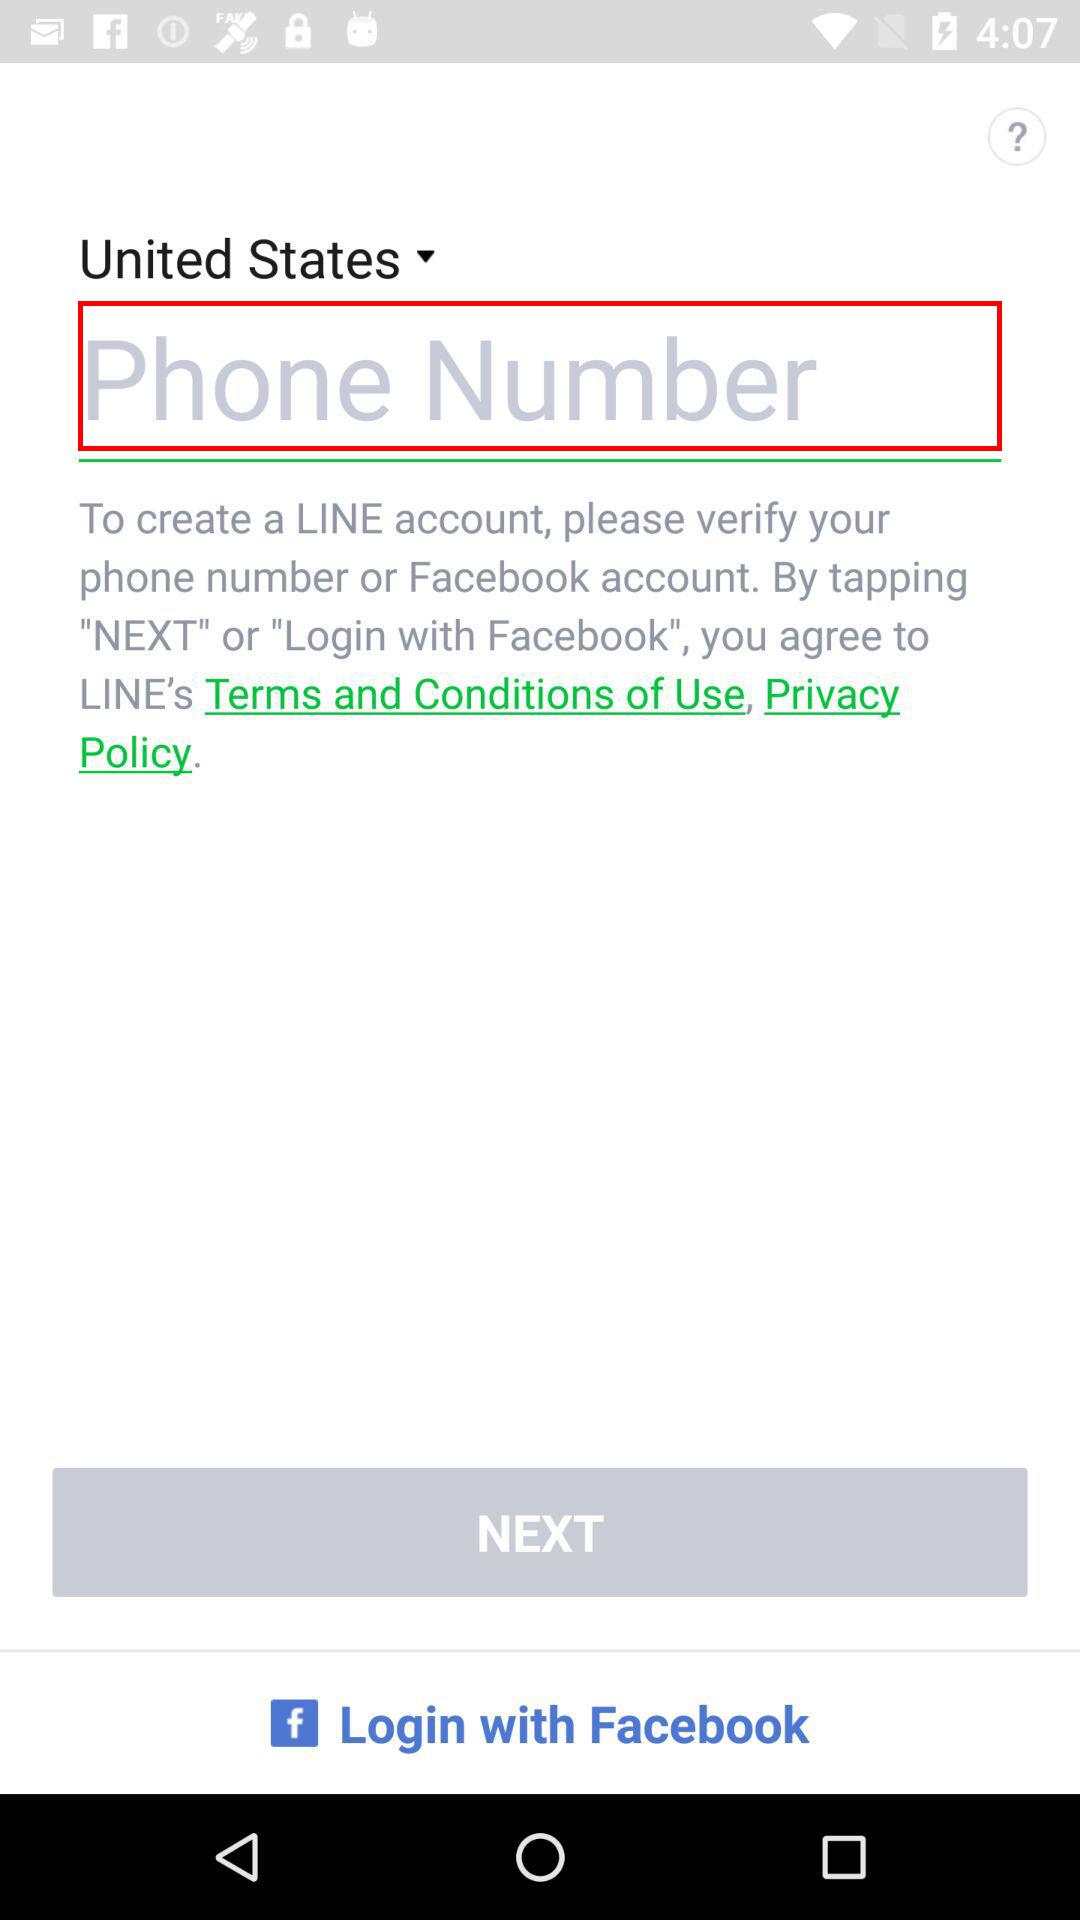 FAKE
4:07
?
United States
Phone Number
To create a LINE account, please verify your
phone number or Facebook account. By tapping
"NEXT" or "Login with Facebook", you agree to
LINE’s Terms and Conditions of Use, Privacy
Policy.
NEXT
f Login with Facebook